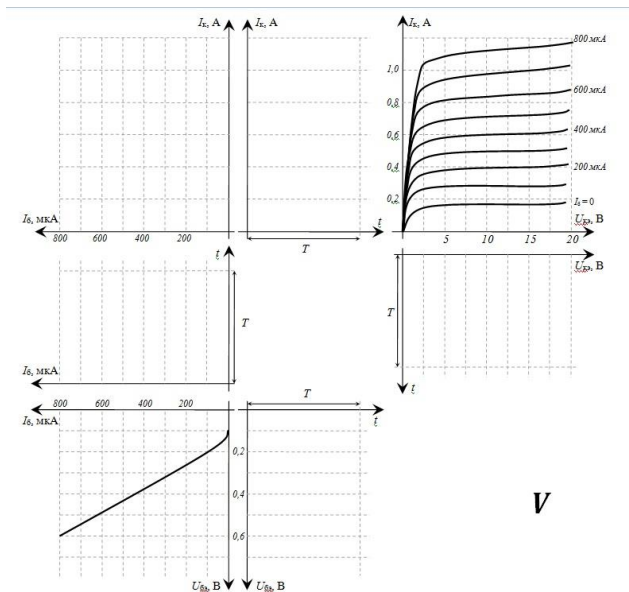 Iк, А
Iк, А
Iк, А
800 мкА
1,0
600 мкА
0,8
0,6
400 мкА
0,4
200 мкА
0,2
Iб = 0
Iб, мкА
t
Uкэ, В
800
600
400
200
T
5
10
15
20
t
Uкэ, В
T
T
Iб, мкА
T
t
800
600
400
200
Iб, мкА
t
0,2
0,4
V
0,6
Uбэ, В
Uбэ, В